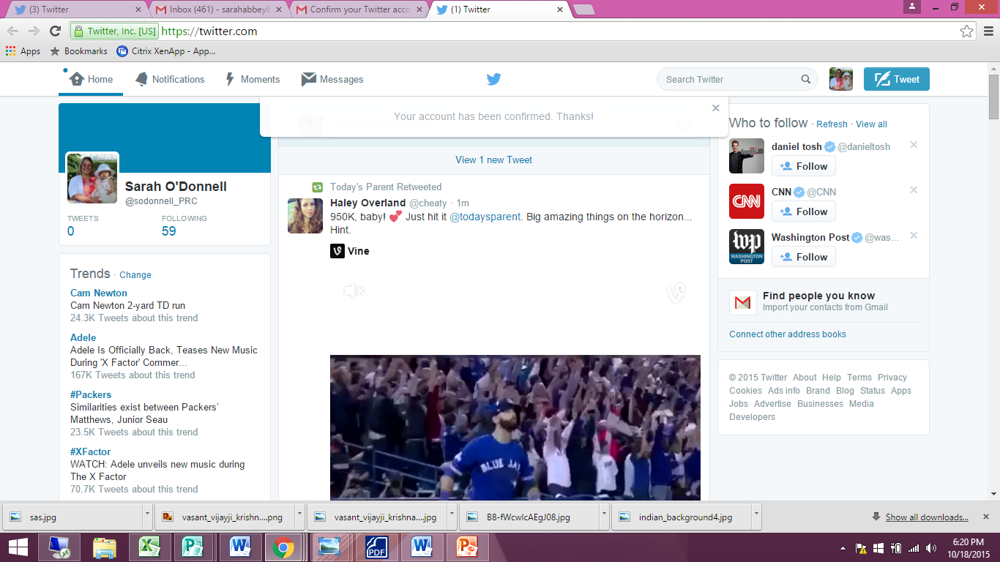 (3) Twitter
Inbox (461) - sarahabbey8
Confirm your Twitter acco
(1) Twitter
Twitter, Inc. [US] https://twitter.com
Apps Bookmarks Citrix XenApp - App...
Home Notifications Moments Messages Search Twitter Tweet
Your account has been confirmed. Thanks!
Sarah O'Donnell
@sodonnell_PRC
TWEETS FOLLOWING
0 59
Trends · Change
Cam Newton
Cam Newton 2-yard TD run
24.3K Tweets about this trend
Adele
Adele Is Officially Back, Teases New Music
During 'X Factor' Commer...
167K Tweets about this trend
#Packers
Similarities exist between Packers'
Matthews, Junior Seau
23.5K Tweets about this trend
#XFactor
WATCH: Adele unveils new music during
The X Factor
70.7K Tweets about this trend
View 1 new Tweet
Today's Parent Retweeted
Haley Overland @cheaty · 1m
950K, baby! 💕 Just hit it @todaysparent. Big amazing things on the horizon...
Hint.
Vine
BLUE JA
Who to follow · Refresh · View all
daniel tosh @danieltosh
Follow
CNN
CNN @CNN
Follow
wp
WASHINGTON
POST
Washington Post @was...
Follow
Find people you know
Import your contacts from Gmail
Connect other address books
© 2015 Twitter About Help Terms Privacy
Cookies Ads info Brand Blog Status Apps
Jobs Advertise Businesses Media
Developers
sas.jpg
vasant_vijayji_krishn....png
vasant_vijayji_krishna....jpg
B8-fWcwIcAEgJ08.jpg
indian_background4.jpg
Show all downloads...
PDF
6:20 PM
10/18/2015